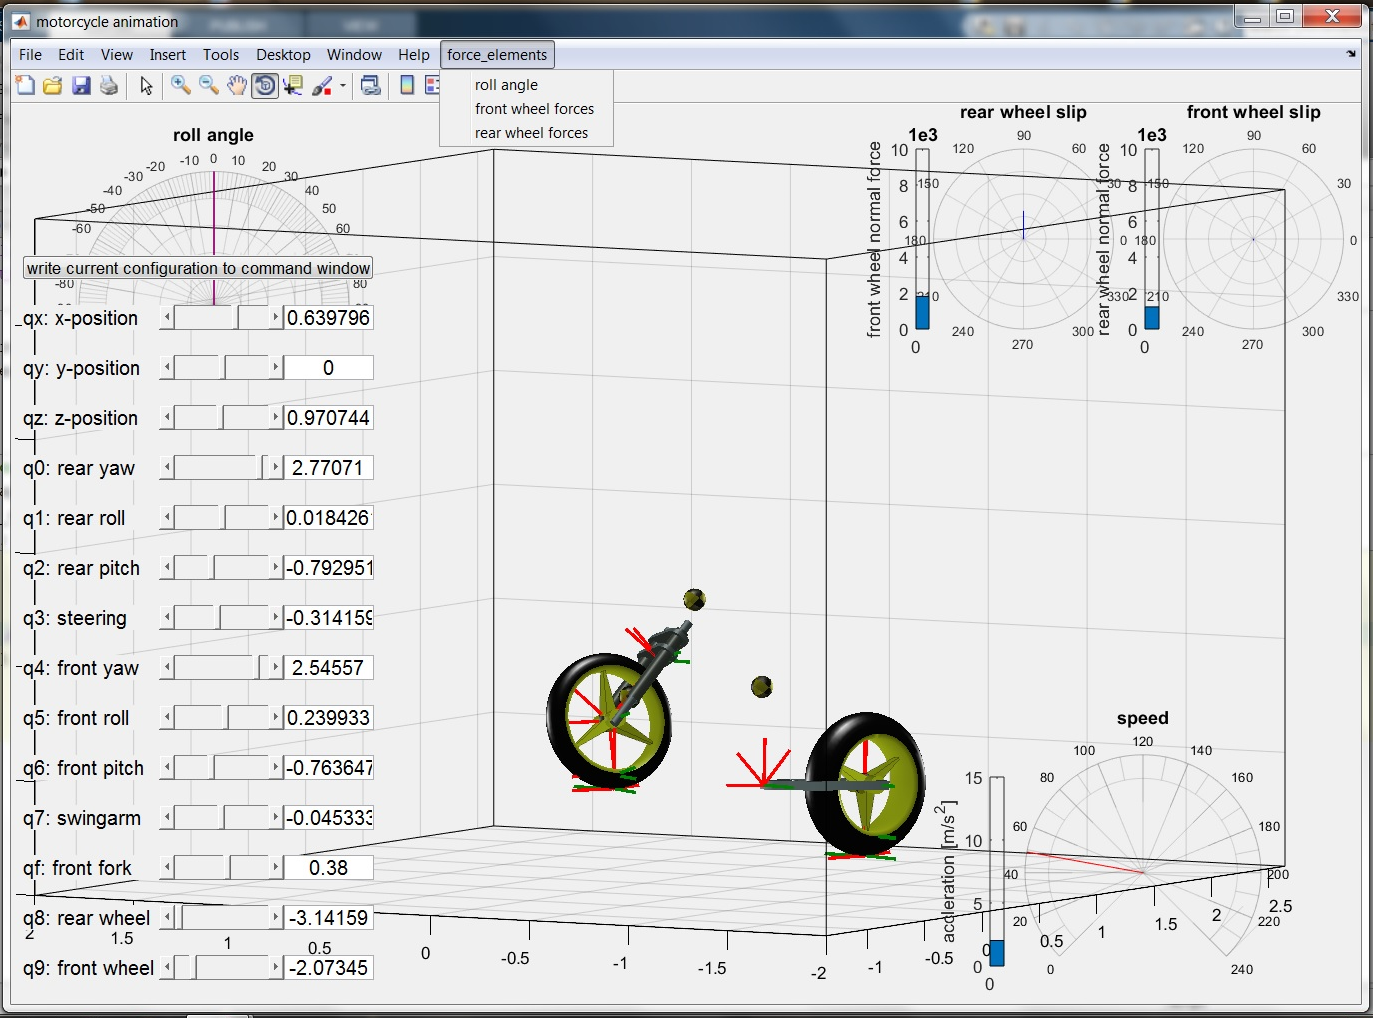 motorcycle animation
File Edit View Insert Tools Desktop Window Help force_elements
roll angle
front wheel forces
rear wheel forces
roll angle
-30 -20 -10 0 10 20 30
-40 40
-50 50
-60 60
-80 80
write current configuration to command window
qx: x-position 0.639796
qy: y-position 0
qz: z-position 0.970744
q0: rear yaw 2.77071
q1: rear roll 0.018426
q2: rear pitch -0.792951
q3: steering -0.314159
q4: front yaw 2.54557
q5: front roll 0.239933
q6: front pitch -0.763647
q7: swingarm -0.045333
qf: front fork 0.38
q8: rear wheel -3.14159
q9: front wheel -2.07345
rear wheel slip
front wheel slip
1e3
front wheel normal force
10
8
6
4
2
0
0
90
120 60
150 30
180 0
210 330
240 300
270
1e3
rear wheel normal force
10
8
6
4
2
0
0
90
120 60
150 30
180 0
210 330
240 300
270
speed
120
100 140
80 160
60 180
40 200
20 220
0 240
accleration [m/s²]
15
10
5
0
0
2 1.5 1 0.5 0 -0.5 -1 -1.5 -2
-1 -0.5 0 0.5 1 1.5 2 2.5